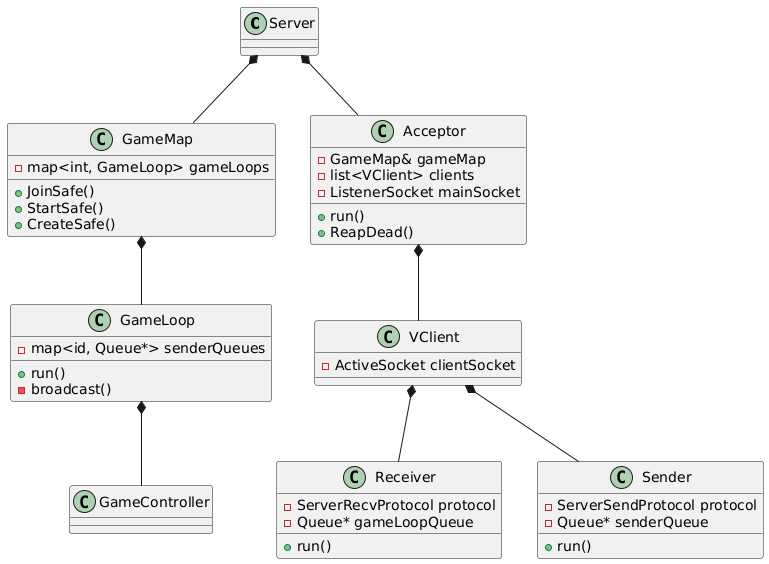 C Server
C GameMap
map<int, GameLoop> gameLoops
JoinSafe()
StartSafe()
CreateSafe()
C Acceptor
GameMap& gameMap
list<VClient> clients
ListenerSocket mainSocket
run()
ReapDead()
C GameLoop
map<id, Queue*> senderQueues
run()
broadcast()
C VClient
ActiveSocket clientSocket
C GameController
C Receiver
ServerRecvProtocol protocol
Queue* gameLoopQueue
run()
C Sender
ServerSendProtocol protocol
Queue* senderQueue
run()